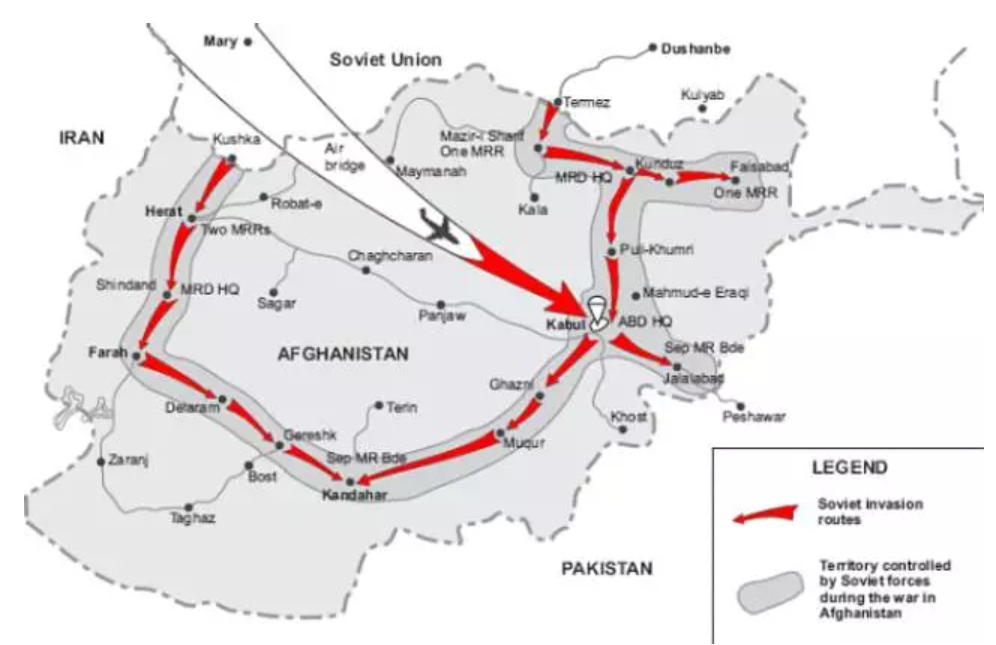 Mary
Soviet Union
Dushanbe
Termez
Kulyab
IRAN
Kushka
Air
bridge
Mazir-i Sharif
One MRR
Maymanah
MRD HQ
Kunduz
Faisabad
One MRR
Kala
Robat-e
Herat
Two MRRs
Puli-Khumri
Chaghcharan
Shindand
MRD HQ
Sagar
Panjaw
Mahmud-e Eraqi
Kabul
ABD HQ
Farah
AFGHANISTAN
Sep MR Bde
Jalalabad
Ghazni
Delaram
Terin
Khost
Peshawar
Gereshk
Muqur
Zaranj
Sep MR Bde
Bost
Kandahar
Taghaz
PAKISTAN
LEGEND
Soviet invasion
routes
Territory controlled
by Soviet forces
during the war in
Afghanistan